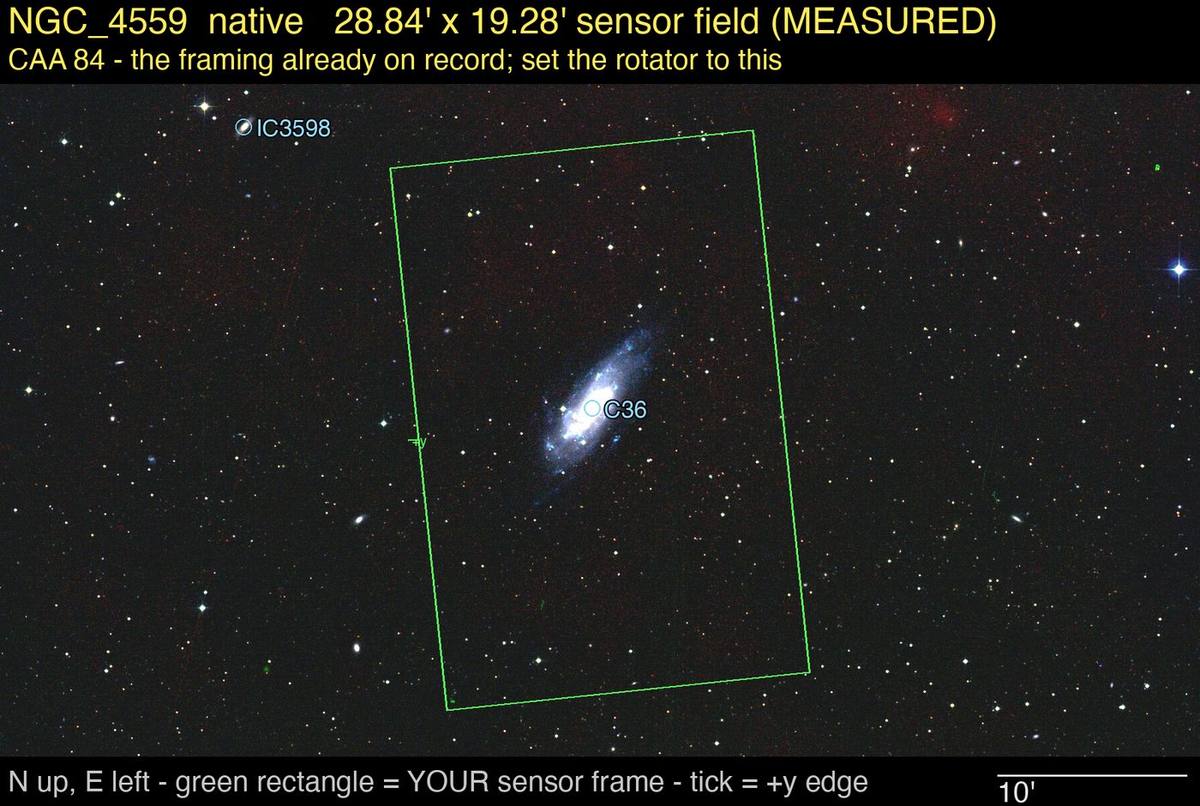 NGC_4559 native 28.84' x 19.28' sensor field (MEASURED)
CAA 84 - the framing already on record; set the rotator to this
IC3598
C36
+y
N up, E left - green rectangle = YOUR sensor frame - tick = +y edge
10'